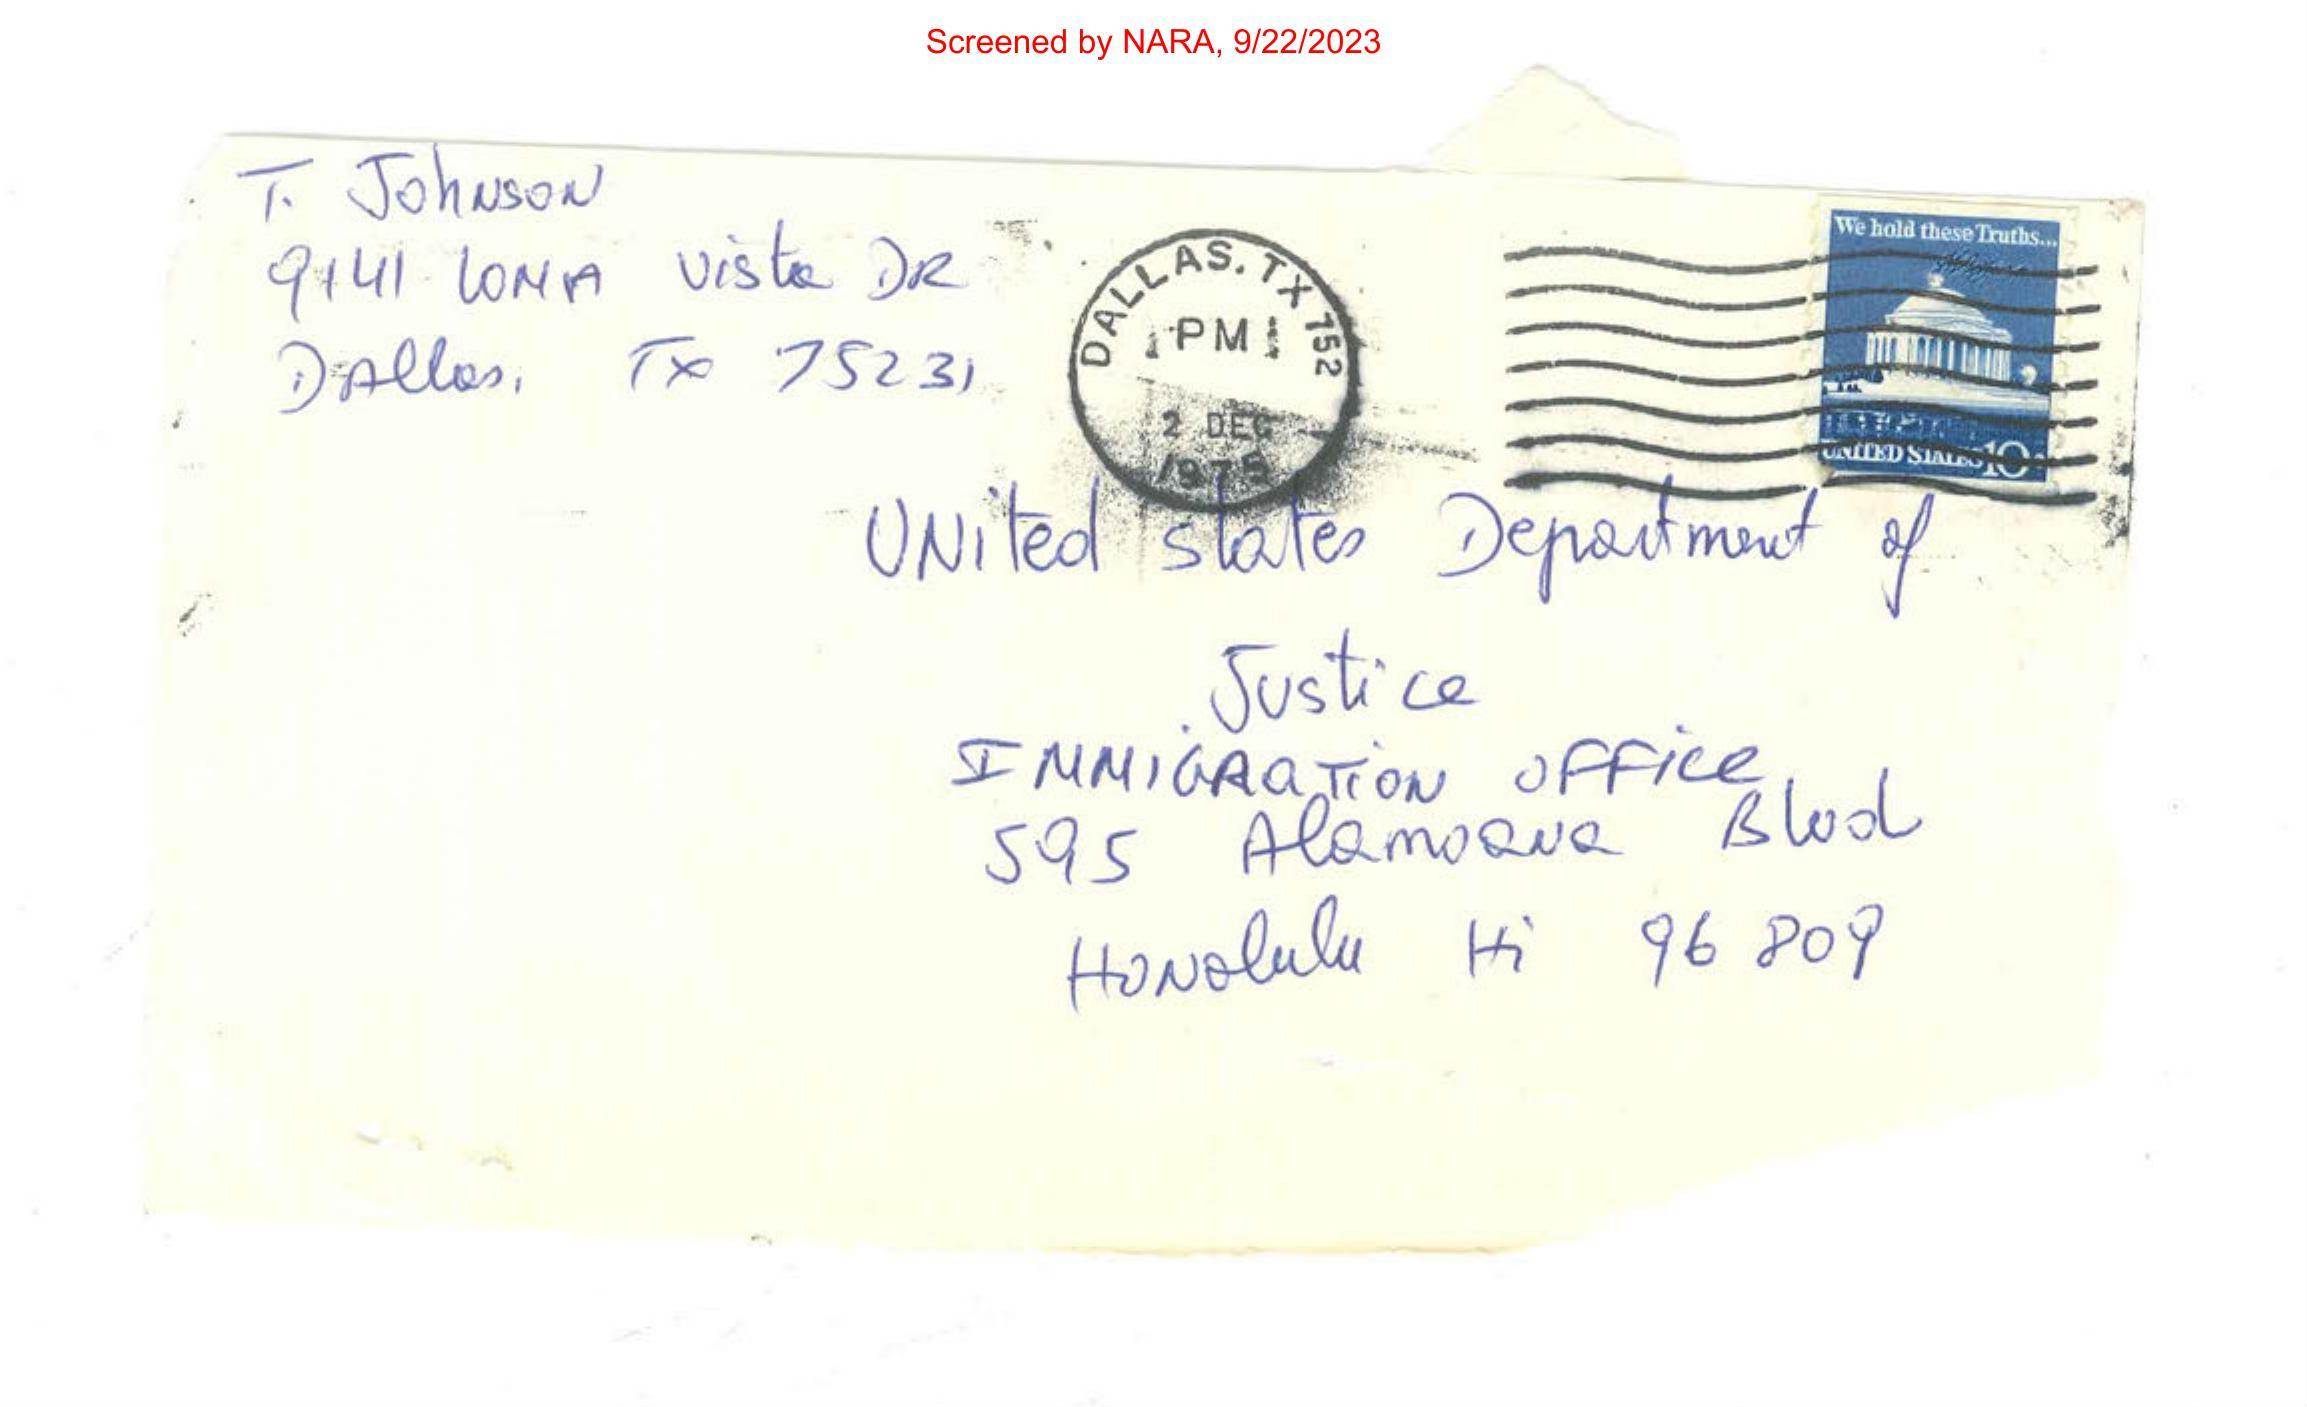 Screened by NARA, 9/22/2023
T. Johnson
9141 Loma Vista DR
Dallas, TX 75231
DALLAS, TX 752
PM
2 DEC
1975
We hold these Truths...
UNITED STATES 10c
United States Department of
Justice
Immigration Office
595 Alamoana Blvd
Honolulu Hi 96809